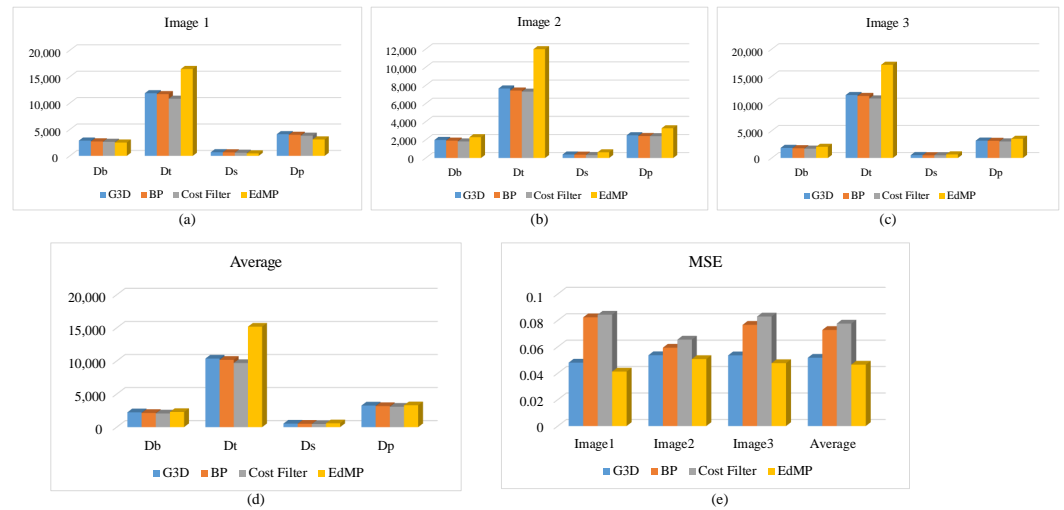 Image 1
20,000
15,000
10,000
5,000
0
Db Dt Ds Dp
G3D BP Cost Filter EdMP
(a)
Image 2
12,000
10,000
8,000
6,000
4,000
2,000
0
Db Dt Ds Dp
G3D BP Cost Filter EdMP
(b)
Image 3
20,000
15,000
10,000
5,000
0
Db Dt Ds Dp
G3D BP Cost Filter EdMP
(c)
Average
20,000
15,000
10,000
5,000
0
Db Dt Ds Dp
G3D BP Cost Filter EdMP
(d)
MSE
0.1
0.08
0.06
0.04
0.02
0
Image1 Image2 Image3 Average
G3D BP Cost Filter EdMP
(e)